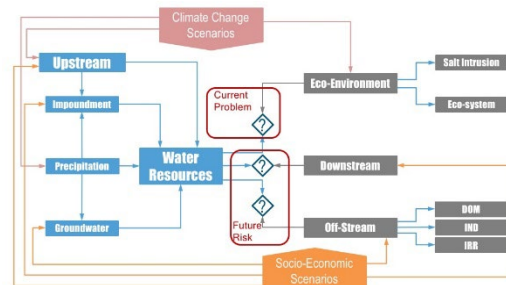 Climate Change
Scenarios
Upstream
Salt Intrusion
Eco-Environment
Current
Problem
Impoundment
Eco-system
?
Water
Resources
Precipitation
?
Downstream
?
DOM
Groundwater
Future
Risk
Off-Stream
IND
IRR
Socio-Economic
Scenarios